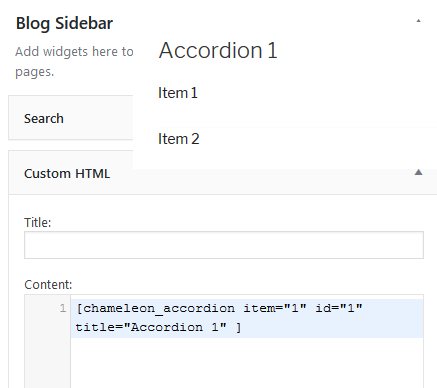 Blog Sidebar
Add widgets here to
pages.
Accordion 1
Item 1
Item 2
Search
Custom HTML
Title:
Content:
1 [chameleon_accordion item="1" id="1"
title="Accordion 1" ]